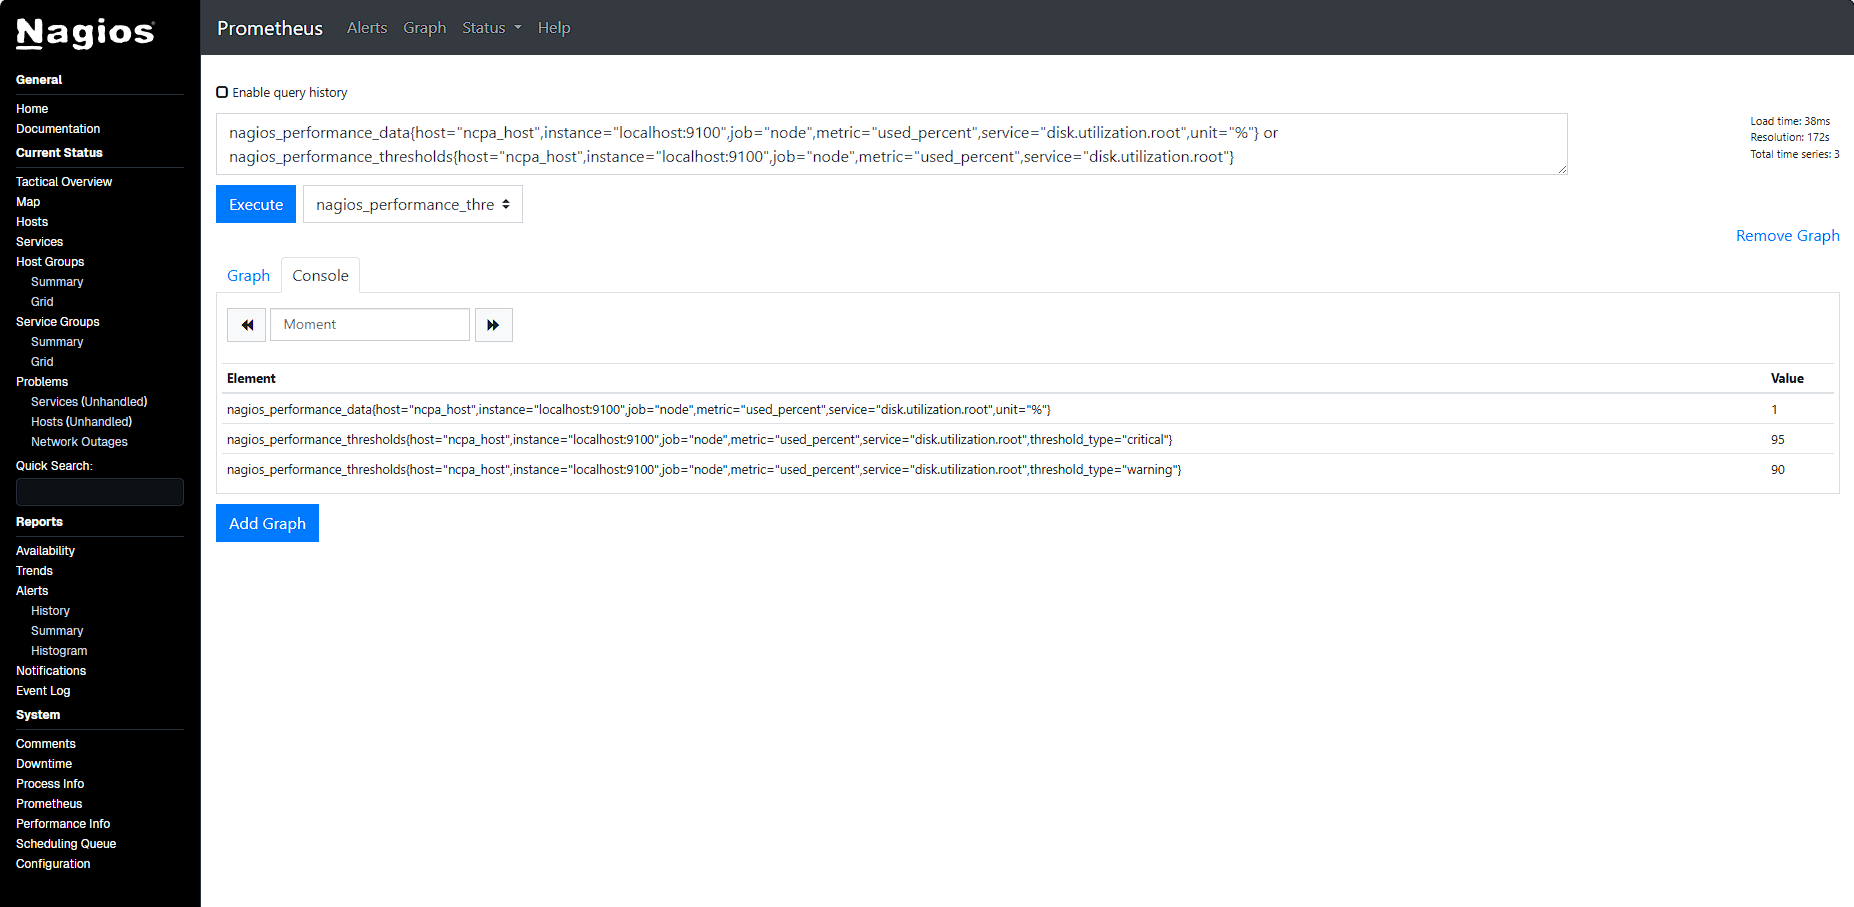 Nagios
General
Home
Documentation
Current Status
Tactical Overview
Map
Hosts
Services
Host Groups
Summary
Grid
Service Groups
Summary
Grid
Problems
Services (Unhandled)
Hosts (Unhandled)
Network Outages
Quick Search:
Reports
Availability
Trends
Alerts
History
Summary
Histogram
Notifications
Event Log
System
Comments
Downtime
Process Info
Prometheus
Performance Info
Scheduling Queue
Configuration
Prometheus Alerts Graph Status Help
Enable query history
nagios_performance_data{host="ncpa_host",instance="localhost:9100",job="node",metric="used_percent",service="disk.utilization.root",unit="%"} or
nagios_performance_thresholds{host="ncpa_host",instance="localhost:9100",job="node",metric="used_percent",service="disk.utilization.root"}
Load time: 38ms
Resolution: 172s
Total time series: 3
Execute nagios_performance_thre
Remove Graph
Graph Console
Moment
Element Value
nagios_performance_data{host="ncpa_host",instance="localhost:9100",job="node",metric="used_percent",service="disk.utilization.root",unit="%"} 1
nagios_performance_thresholds{host="ncpa_host",instance="localhost:9100",job="node",metric="used_percent",service="disk.utilization.root",threshold_type="critical"} 95
nagios_performance_thresholds{host="ncpa_host",instance="localhost:9100",job="node",metric="used_percent",service="disk.utilization.root",threshold_type="warning"} 90
Add Graph